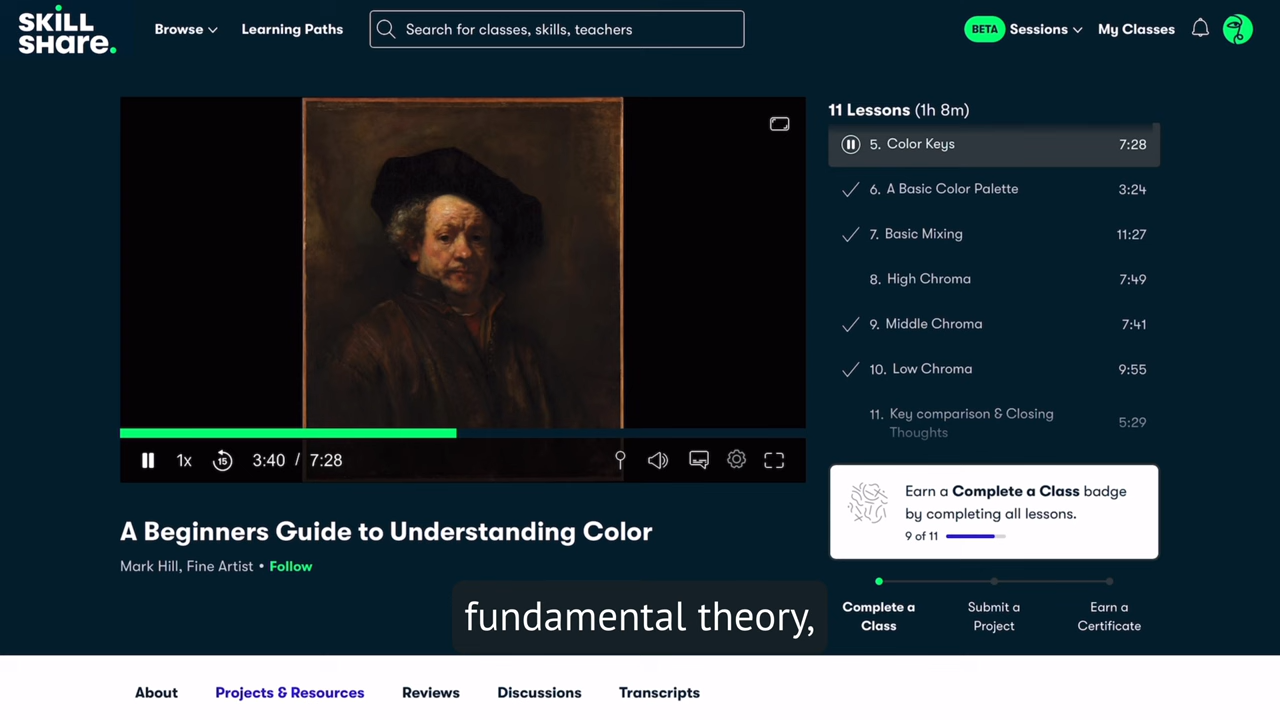 SKILL SHARE.
Browse
Learning Paths
Search for classes, skills, teachers
BETA
Sessions
My Classes
11 Lessons (1h 8m)
5. Color Keys 7:28
6. A Basic Color Palette 3:24
7. Basic Mixing 11:27
8. High Chroma 7:49
9. Middle Chroma 7:41
10. Low Chroma 9:55
11. Key comparison & Closing
Thoughts
5:29
1x
15
3:40 / 7:28
Earn a Complete a Class badge
by completing all lessons.
9 of 11
A Beginners Guide to Understanding Color
Mark Hill, Fine Artist • Follow
Complete a
Class
Submit a
Project
Earn a
Certificate
fundamental theory,
About
Projects & Resources
Reviews
Discussions
Transcripts